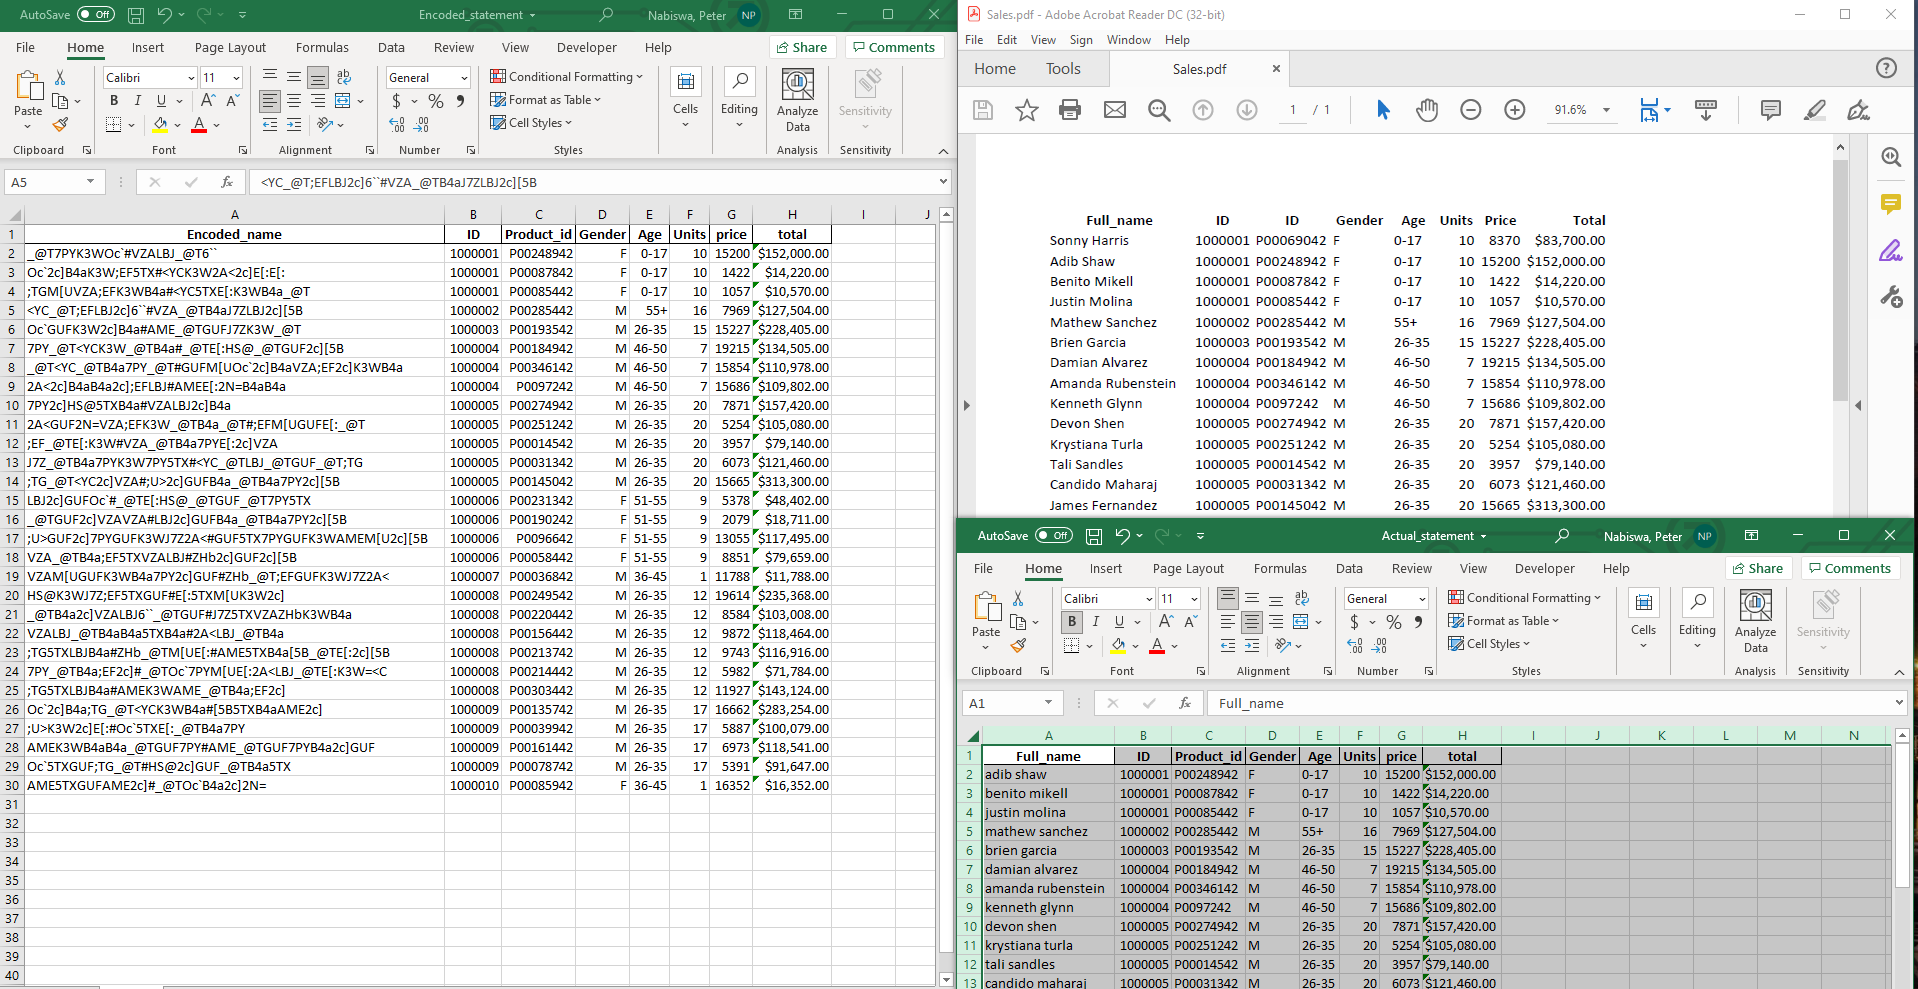 AutoSave Off Encoded_statement Nabiswa, Peter NP
File Home Insert Page Layout Formulas Data Review View Developer Help Share Comments
Calibri 11 General Conditional Formatting
Paste B I U Format as Table Cells Editing Analyze Data Sensitivity
Cell Styles
Clipboard Font Alignment Number Styles Analysis Sensitivity
A5 fx <YC_@T;EFLBJ2c]6``#VZA_@TB4aJ7ZLBJ2c][5B
A B C D E F G H I J
1 Encoded_name ID Product_id Gender Age Units price total
2 _@T7PYK3WOc`#VZALBJ_@T6`` 1000001 P00248942 F 0-17 10 15200 $152,000.00
3 Oc`2c]B4aK3W;EF5TX#<YCK3W2A<2c]E[:E[: 1000001 P00087842 F 0-17 10 1422 $14,220.00
4 ;TGM[UVZA;EFK3WB4a#<YC5TXE[:K3WB4a_@T 1000001 P00085442 F 0-17 10 1057 $10,570.00
5 <YC_@T;EFLBJ2c]6``#VZA_@TB4aJ7ZLBJ2c][5B 1000002 P00285442 M 55+ 16 7969 $127,504.00
6 Oc`GUFK3W2c]B4a#AME_@TGUFJ7ZK3W_@T 1000003 P00193542 M 26-35 15 15227 $228,405.00
7 7PY_@T<YCK3W_@TB4a#_@TE[:HS@_@TGUF2c][5B 1000004 P00184942 M 46-50 7 19215 $134,505.00
8 _@T<YC_@TB4a7PY_@T#GUFM[UOc`2c]B4aVZA;EF2c]K3WB4a 1000004 P00346142 M 46-50 7 15854 $110,978.00
9 2A<2c]B4aB4a2c];EFLBJ#AMEE[:2N=B4aB4a 1000004 P0097242 M 46-50 7 15686 $109,802.00
10 7PY2c]HS@5TXB4a#VZALBJ2c]B4a 1000005 P00274942 M 26-35 20 7871 $157,420.00
11 2A<GUF2N=VZA;EFK3W_@TB4a_@T#;EFM[UGUFE[:_@T 1000005 P00251242 M 26-35 20 5254 $105,080.00
12 ;EF_@TE[:K3W#VZA_@TB4a7PYE[:2c]VZA 1000005 P00014542 M 26-35 20 3957 $79,140.00
13 J7Z_@TB4a7PYK3W7PY5TX#<YC_@TLBJ_@TGUF_@T;TG 1000005 P00031342 M 26-35 20 6073 $121,460.00
14 ;TG_@T<YC2c]VZA#;U>2c]GUFB4a_@TB4a7PY2c][5B 1000005 P00145042 M 26-35 20 15665 $313,300.00
15 LBJ2c]GUFOc`#_@TE[:HS@_@TGUF_@T7PY5TX 1000006 P00231342 F 51-55 9 5378 $48,402.00
16 _@TGUF2c]VZAVZA#LBJ2c]GUFB4a_@TB4a7PY2c][5B 1000006 P00190242 F 51-55 9 2079 $18,711.00
17 ;U>GUF2c]7PYGUFK3WJ7Z2A<#GUF5TX7PYGUFK3WAMEM[U2c][5B 1000006 P0096642 F 51-55 9 13055 $117,495.00
18 VZA_@TB4a;EF5TXVZALBJ#ZHb2c]GUF2c][5B 1000006 P00058442 F 51-55 9 8851 $79,659.00
19 VZAM[UGUFK3WB4a7PY2c]GUF#ZHb_@T;EFGUFK3WJ7Z2A< 1000007 P00036842 M 36-45 1 11788 $11,788.00
20 HS@K3WJ7Z;EF5TXGUF#E[:5TXM[UK3W2c] 1000008 P00249542 M 26-35 12 19614 $235,368.00
21 _@TB4a2c]VZALBJ6``_@TGUF#J7Z5TXVZAZHbK3WB4a 1000008 P00220442 M 26-35 12 8584 $103,008.00
22 VZALBJ_@TB4aB4a5TXB4a#2A<LBJ_@TB4a 1000008 P00156442 M 26-35 12 9872 $118,464.00
23 ;TG5TXLBJB4a#ZHb_@TM[UE[:#AME5TXB4a[5B_@TE[:2c][5B 1000008 P00213742 M 26-35 12 9743 $116,916.00
24 7PY_@TB4a;EF2c]#_@TOc`7PYM[UE[:2A<LBJ_@TE[:K3W=<C 1000008 P00214442 M 26-35 12 5982 $71,784.00
25 ;TG5TXLBJB4a#AMEK3WAME_@TB4a;EF2c] 1000008 P00303442 M 26-35 12 11927 $143,124.00
26 Oc`2c]B4a;TG_@T<YCK3WB4a#[5B5TXB4aAME2c] 1000009 P00135742 M 26-35 17 16662 $283,254.00
27 ;U>K3W2c]E[:#Oc`5TXE[:_@TB4a7PY 1000009 P00039942 M 26-35 17 5887 $100,079.00
28 AMEK3WB4aB4a_@TGUF7PY#AME_@TGUF7PYB4a2c]GUF 1000009 P00161442 M 26-35 17 6973 $118,541.00
29 Oc`5TXGUF;TG_@T#HS@2c]GUF_@TB4a5TX 1000009 P00078742 M 26-35 17 5391 $91,647.00
30 AME5TXGUFAME2c]#_@TOc`B4a2c]2N= 1000010 P00085942 F 36-45 1 16352 $16,352.00
31
32
33
34
35
36
37
38
39
40
Sales.pdf - Adobe Acrobat Reader DC (32-bit)
File Edit View Sign Window Help
Home Tools Sales.pdf ×
1 / 1 91.6%
Full_name ID ID Gender Age Units Price Total
Sonny Harris 1000001 P00069042 F 0-17 10 8370 $83,700.00
Adib Shaw 1000001 P00248942 F 0-17 10 15200 $152,000.00
Benito Mikell 1000001 P00087842 F 0-17 10 1422 $14,220.00
Justin Molina 1000001 P00085442 F 0-17 10 1057 $10,570.00
Mathew Sanchez 1000002 P00285442 M 55+ 16 7969 $127,504.00
Brien Garcia 1000003 P00193542 M 26-35 15 15227 $228,405.00
Damian Alvarez 1000004 P00184942 M 46-50 7 19215 $134,505.00
Amanda Rubenstein 1000004 P00346142 M 46-50 7 15854 $110,978.00
Kenneth Glynn 1000004 P0097242 M 46-50 7 15686 $109,802.00
Devon Shen 1000005 P00274942 M 26-35 20 7871 $157,420.00
Krystiana Turla 1000005 P00251242 M 26-35 20 5254 $105,080.00
Tali Sandles 1000005 P00014542 M 26-35 20 3957 $79,140.00
Candido Maharaj 1000005 P00031342 M 26-35 20 6073 $121,460.00
James Fernandez 1000005 P00145042 M 26-35 20 15665 $313,300.00
AutoSave Off Actual_statement Nabiswa, Peter NP
File Home Insert Page Layout Formulas Data Review View Developer Help Share Comments
Calibri 11 General Conditional Formatting
Paste B I U Format as Table Cells Editing Analyze Data Sensitivity
Cell Styles
Clipboard Font Alignment Number Styles Analysis Sensitivity
A1 fx Full_name
A B C D E F G H I J K L M N
1 Full_name ID Product_id Gender Age Units price total
2 adib shaw 1000001 P00248942 F 0-17 10 15200 $152,000.00
3 benito mikell 1000001 P00087842 F 0-17 10 1422 $14,220.00
4 justin molina 1000001 P00085442 F 0-17 10 1057 $10,570.00
5 mathew sanchez 1000002 P00285442 M 55+ 16 7969 $127,504.00
6 brien garcia 1000003 P00193542 M 26-35 15 15227 $228,405.00
7 damian alvarez 1000004 P00184942 M 46-50 7 19215 $134,505.00
8 amanda rubenstein 1000004 P00346142 M 46-50 7 15854 $110,978.00
9 kenneth glynn 1000004 P0097242 M 46-50 7 15686 $109,802.00
10 devon shen 1000005 P00274942 M 26-35 20 7871 $157,420.00
11 krystiana turla 1000005 P00251242 M 26-35 20 5254 $105,080.00
12 tali sandles 1000005 P00014542 M 26-35 20 3957 $79,140.00
13 candido maharaj 1000005 P00031342 M 26-35 20 6073 $121,460.00